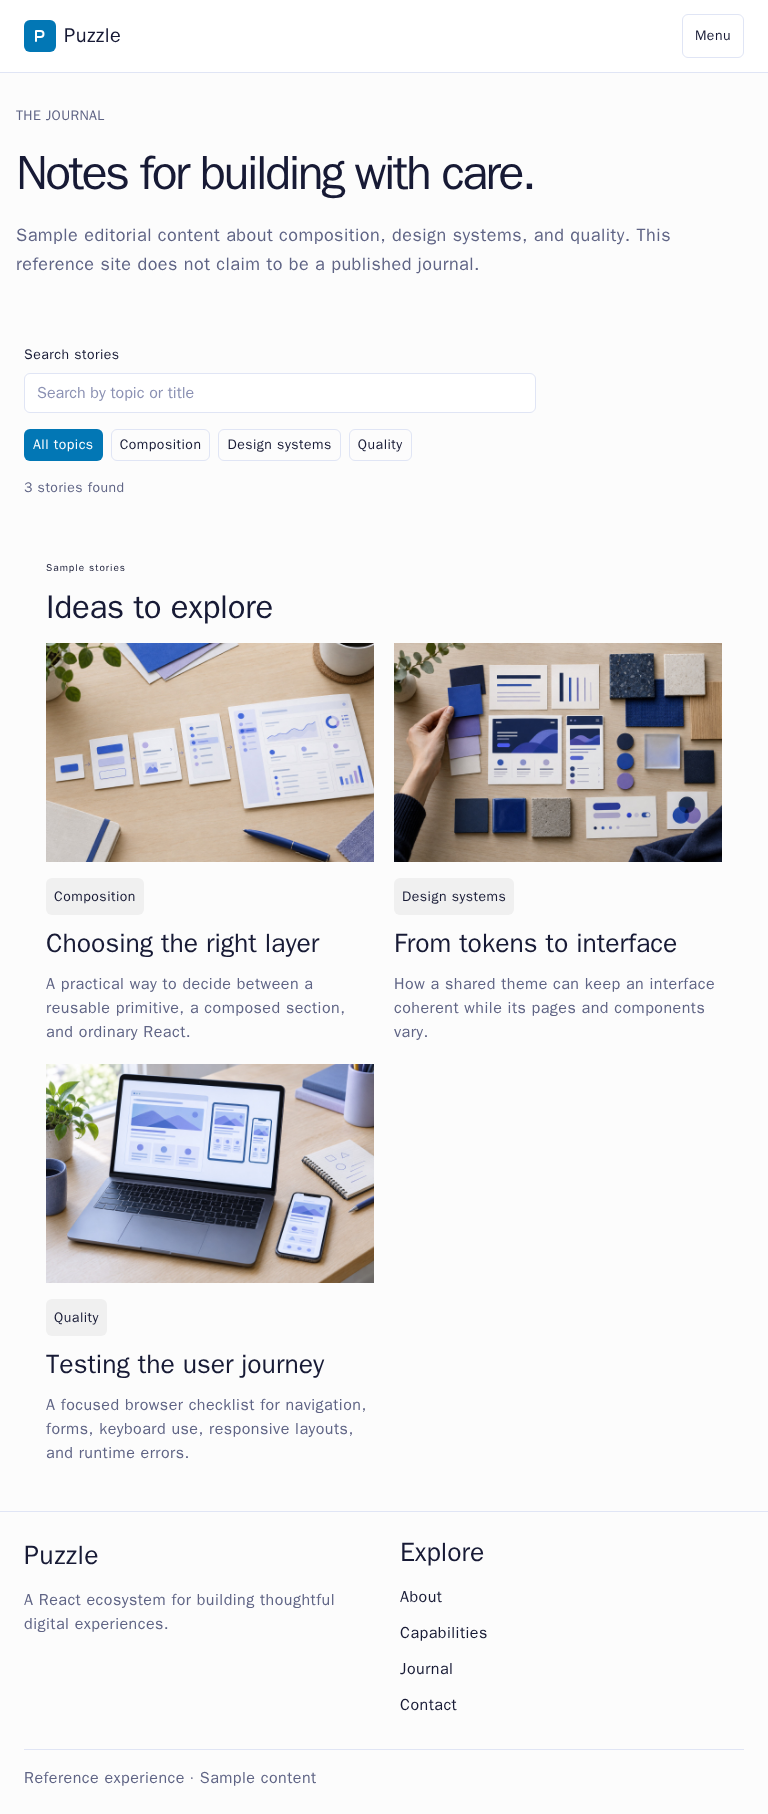 P Puzzle
Menu
THE JOURNAL
Notes for building with care.
Sample editorial content about composition, design systems, and quality. This
reference site does not claim to be a published journal.
Search stories
Search by topic or title
All topics
Composition
Design systems
Quality
3 stories found
Sample stories
Ideas to explore
Composition
Choosing the right layer
A practical way to decide between a
reusable primitive, a composed section,
and ordinary React.
Design systems
From tokens to interface
How a shared theme can keep an interface
coherent while its pages and components
vary.
Quality
Testing the user journey
A focused browser checklist for navigation,
forms, keyboard use, responsive layouts,
and runtime errors.
Puzzle
A React ecosystem for building thoughtful
digital experiences.
Explore
About
Capabilities
Journal
Contact
Reference experience · Sample content